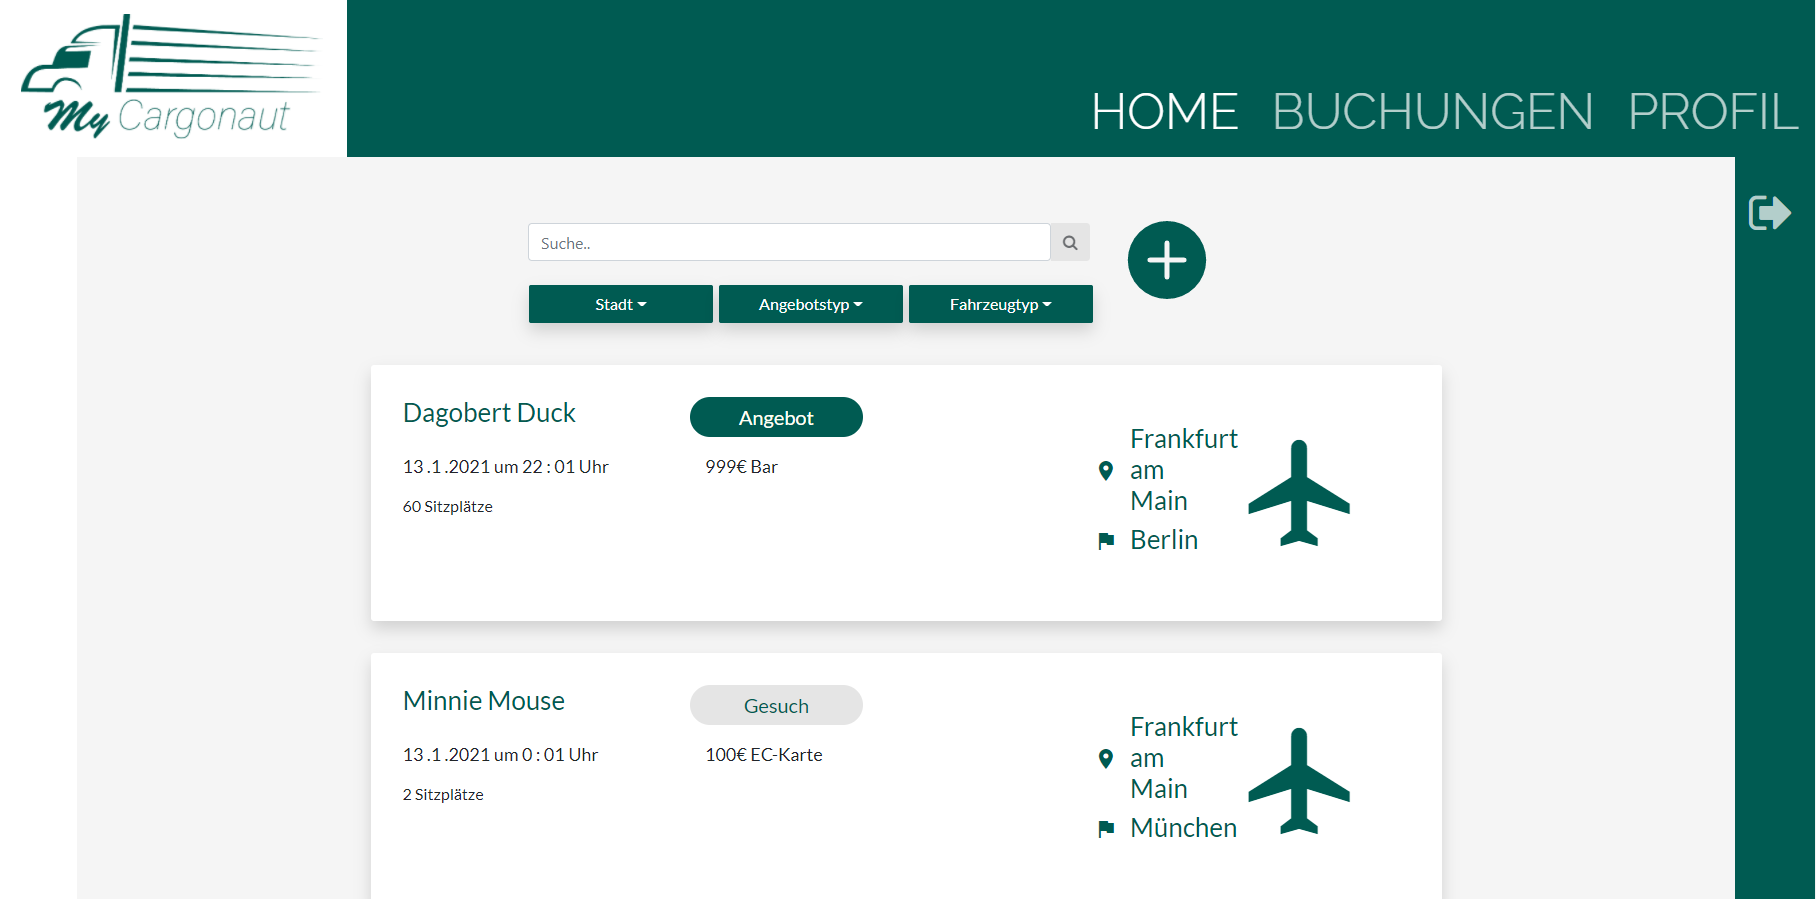 My Cargonaut
HOME BUCHUNGEN PROFIL
Suche..
Stadt Angebotstyp Fahrzeugtyp
Dagobert Duck
Angebot
13 .1 .2021 um 22 : 01 Uhr
999€ Bar
60 Sitzplätze
Frankfurt
am
Main
Berlin
Minnie Mouse
Gesuch
13 .1 .2021 um 0 : 01 Uhr
100€ EC-Karte
2 Sitzplätze
Frankfurt
am
Main
München